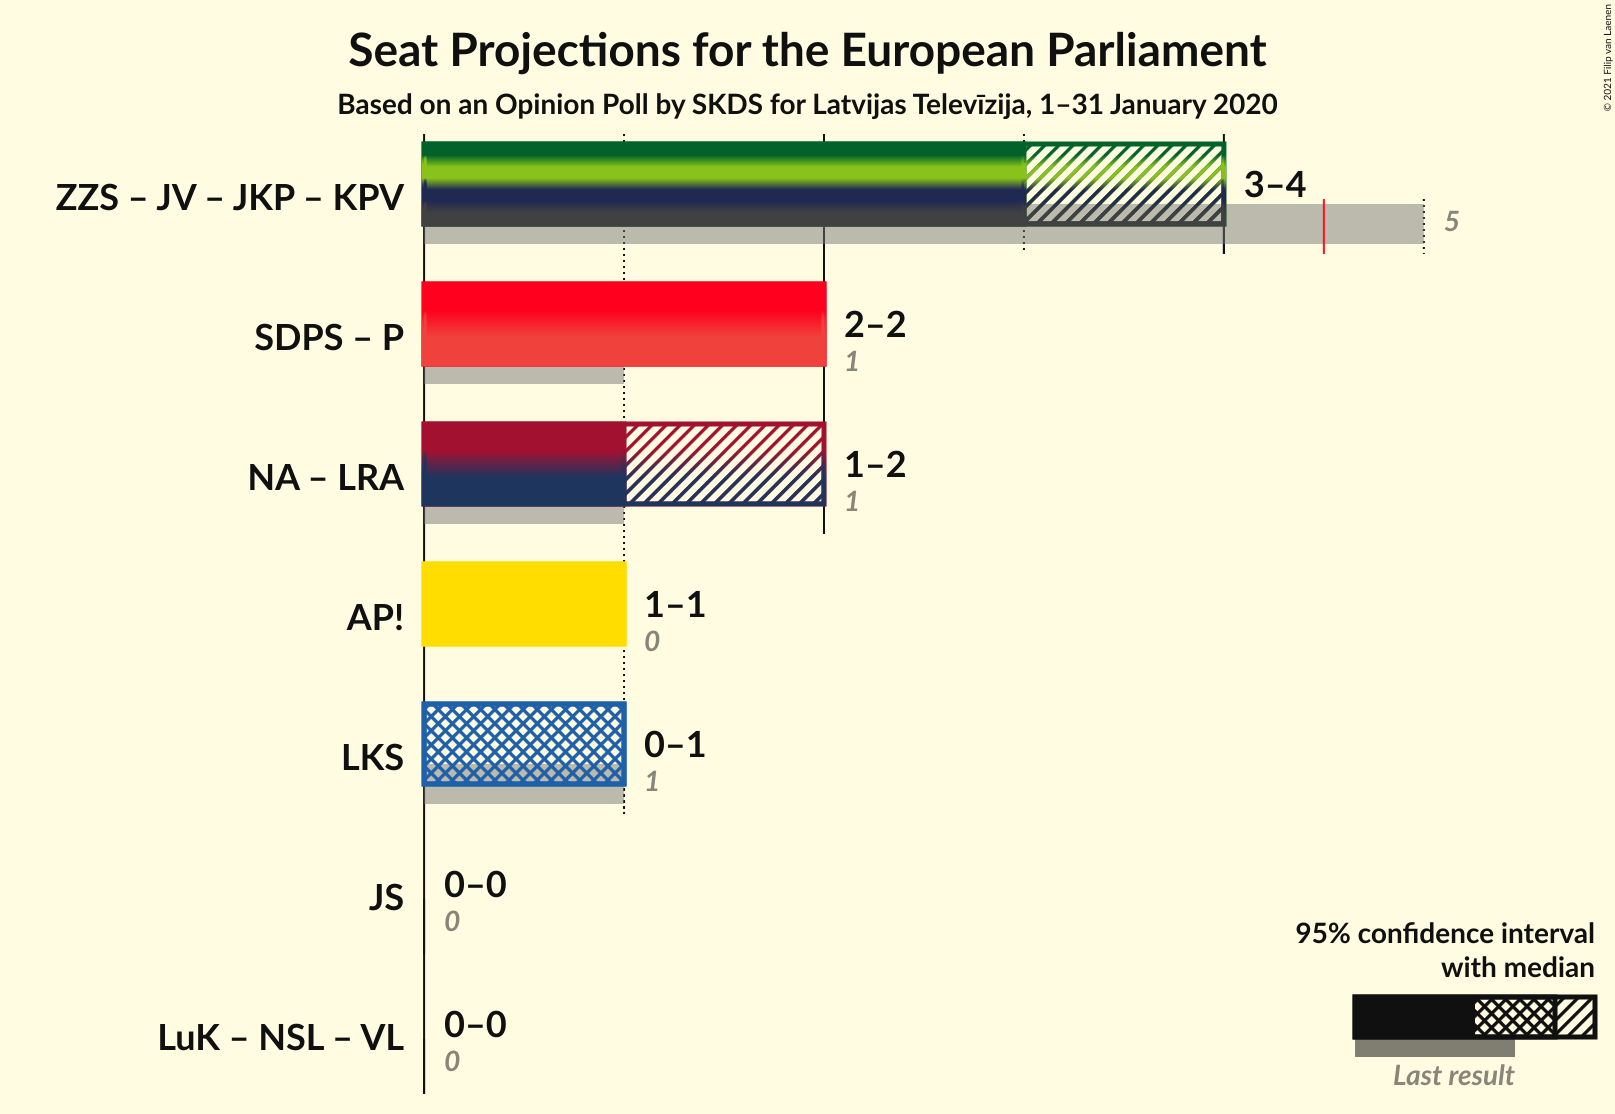 Seat Projections for the European Parliament
Based on an Opinion Poll by SKDS for Latvijas Televīzija, 1–31 January 2020
© 2021 Filip van Laenen
ZZS – JV – JKP – KPV
3–4
5
SDPS – P
2–2
1
NA – LRA
1–2
1
AP!
1–1
0
LKS
0–1
1
JS
0–0
0
LuK – NSL – VL
0–0
0
95% confidence interval
with median
Last result